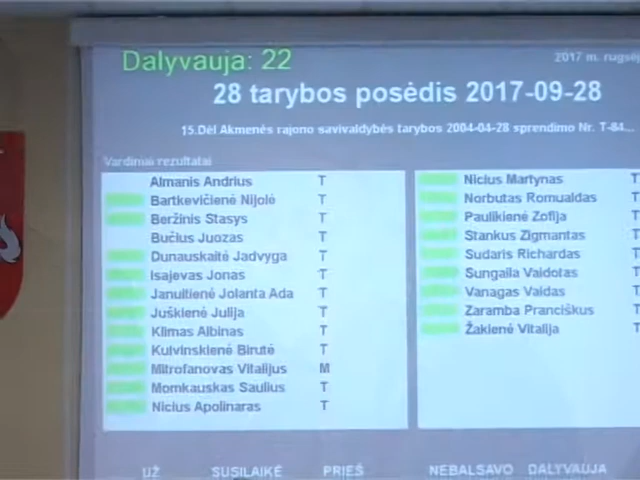 Dalyvauja: 22
2017 m. rugsėj
28 tarybos posėdis 2017-09-28
15.Dėl Akmenės rajono savivaldybės tarybos 2004-04-28 sprendimo Nr. T-84...
Vardiniai rezultatai
Almanis Andrius T
Bartkevičienė Nijolė T
Beržinis Stasys T
Bučius Juozas T
Dunauskaitė Jadvyga T
Isajevas Jonas T
Janulienė Jolanta Ada T
Juškienė Julija T
Klimas Albinas T
Kulvinskienė Birutė T
Mitrofanovas Vitalijus M
Momkauskas Saulius T
Nicius Apolinaras T
Nicius Martynas T
Norbutas Romualdas T
Paulikienė Zofija T
Stankus Zigmantas T
Sudaris Richardas T
Sungaila Vaidotas T
Vanagas Valdas T
Zaramba Pranciškus T
Žakienė Vitalija T
UŽ SUSILAIKĖ PRIEŠ NEBALSAVO DALYVAUJA